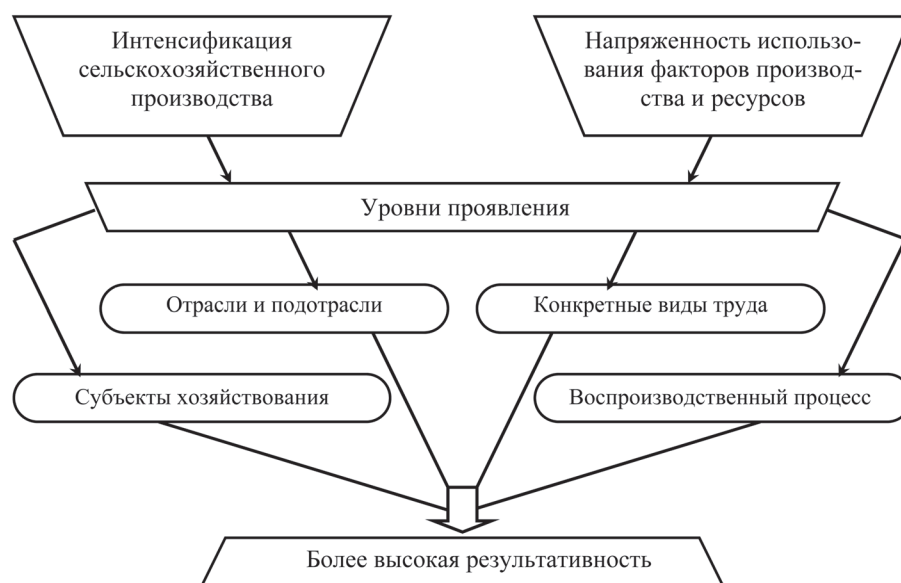 Интенсификация
сельскохозяйственного
производства
Напряженность использо-
вания факторов производ-
ства и ресурсов
Уровни проявления
Отрасли и подотрасли
Конкретные виды труда
Субъекты хозяйствования
Воспроизводственный процесс
Более высокая результативность